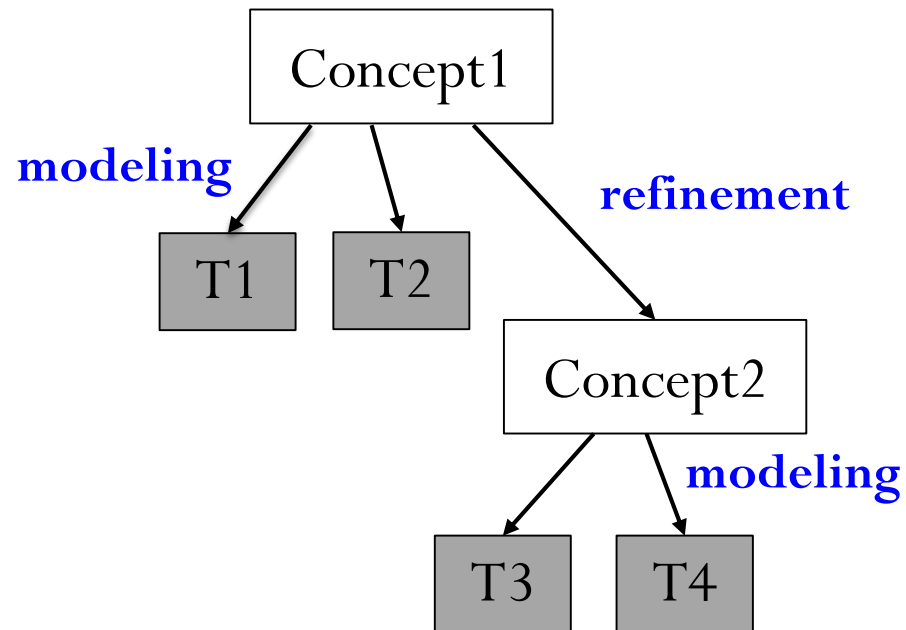 Concept1
modeling
refinement
T1
T2
Concept2
modeling
T3
T4